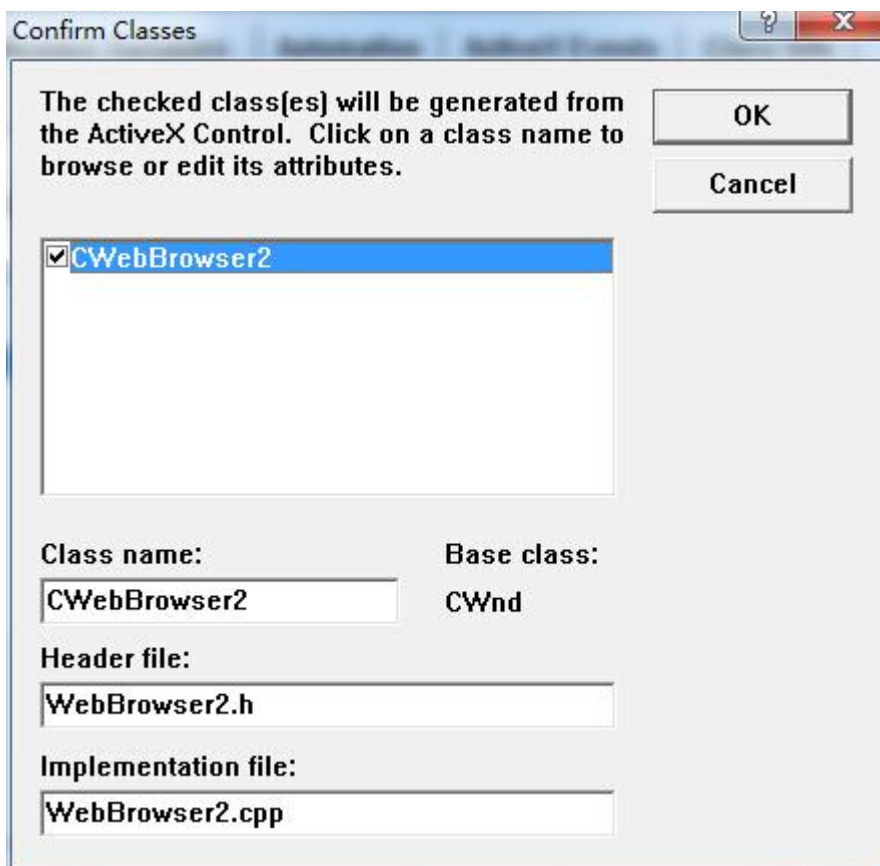 Confirm Classes
The checked class(es) will be generated from
the ActiveX Control.  Click on a class name to
browse or edit its attributes.
OK
Cancel
CWebBrowser2
Class name:
Base class:
CWebBrowser2
CWnd
Header file:
WebBrowser2.h
Implementation file:
WebBrowser2.cpp